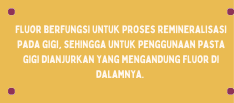 FLUOR BERFUNGSI UNTUK PROSES REMINERALISASI
PADA GIGI, SEHINGGA UNTUK PENGGUNAAN PASTA
GIGI DIANJURKAN YANG MENGANDUNG FLUOR DI
DALAMNYA.